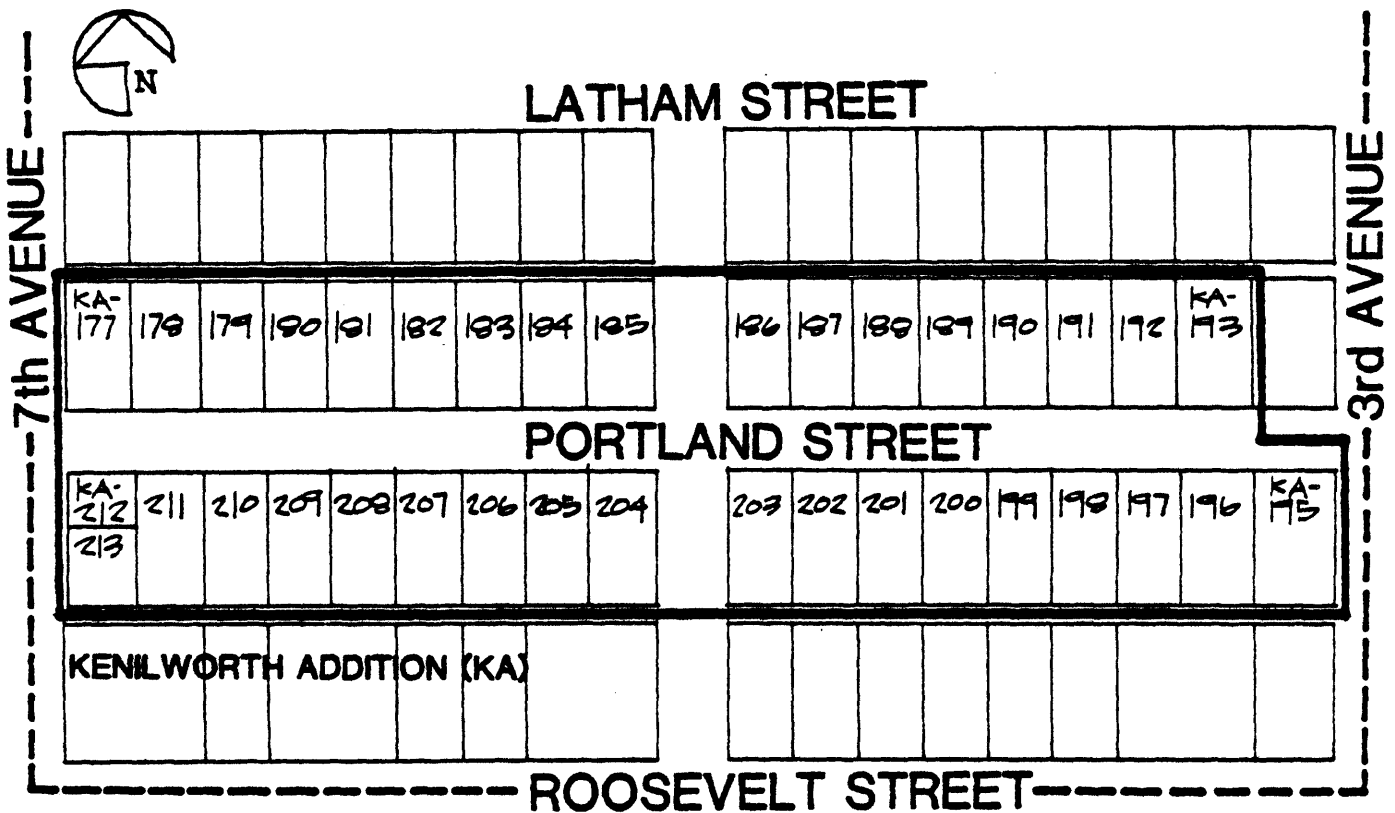 N
LATHAM STREET
7th AVENUE
3rd AVENUE
KA-
177 178 179 180 181 182 183 184 185 186 187 188 189 190 191 192 KA-
193
PORTLAND STREET
KA-
212 211 210 209 208 207 206 205 204 203 202 201 200 199 198 197 196 KA-
195
213
KENILWORTH ADDITION (KA)
ROOSEVELT STREET